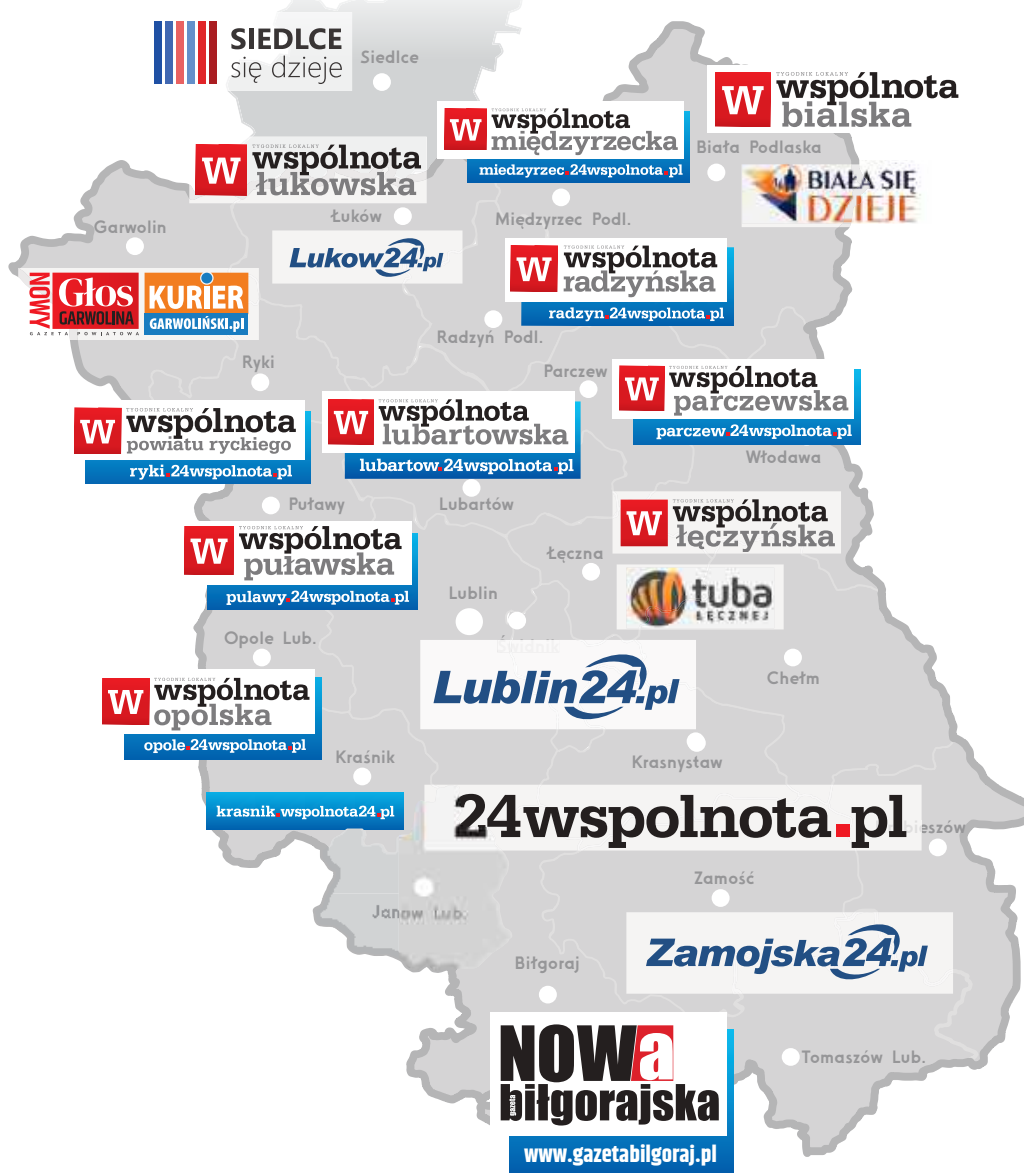 SIEDLCE
się dzieje
Siedlce
TYGODNIK LOKALNY
W wspólnota
bialska
TYGODNIK LOKALNY
W wspólnota
międzyrzecka
miedzyrzec.24wspolnota.pl
Biała Podlaska
TYGODNIK LOKALNY
W wspólnota
łukowska
BIAŁA SIĘ
DZIEJE
Łuków
Międzyrzec Podl.
Garwolin
Lukow24.pl
TYGODNIK LOKALNY
W wspólnota
radzyńska
radzyn.24wspolnota.pl
NOWY
Głos
GARWOLINA
GAZETA POWIATOWA
KURIER
GARWOLIŃSKI.pl
Radzyń Podl.
Ryki
Parczew
TYGODNIK LOKALNY
W wspólnota
parczewska
parczew.24wspolnota.pl
TYGODNIK LOKALNY
W wspólnota
powiatu ryckiego
ryki.24wspolnota.pl
TYGODNIK LOKALNY
W wspólnota
lubartowska
lubartow.24wspolnota.pl
Włodawa
Puławy
Lubartów
TYGODNIK LOKALNY
W wspólnota
łęczyńska
TYGODNIK LOKALNY
W wspólnota
puławska
pulawy.24wspolnota.pl
Łęczna
tuba
ŁĘCZNEJ
Lublin
Świdnik
Opole Lub.
Lublin24.pl
Chełm
TYGODNIK LOKALNY
W wspólnota
opolska
opole.24wspolnota.pl
Kraśnik
Krasnystaw
krasnik.wspolnota24.pl
24wspolnota.pl
bieszów
Zamość
Janow Lub.
Zamojska24.pl
Biłgoraj
NOWa
gazeta
biłgorajska
www.gazetabilgoraj.pl
Tomaszów Lub.